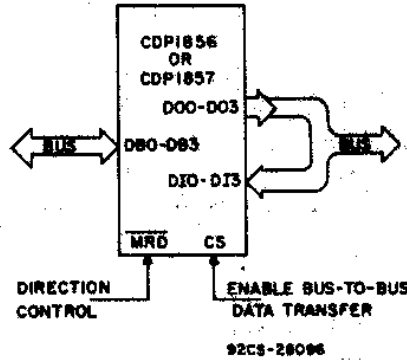 CDP1856
OR
CDP1857
DO0-DO3
BUS
DB0-DB3
BUS
DI0-DI3
MRD CS
DIRECTION
CONTROL
ENABLE BUS-TO-BUS
DATA TRANSFER
92CS-28096